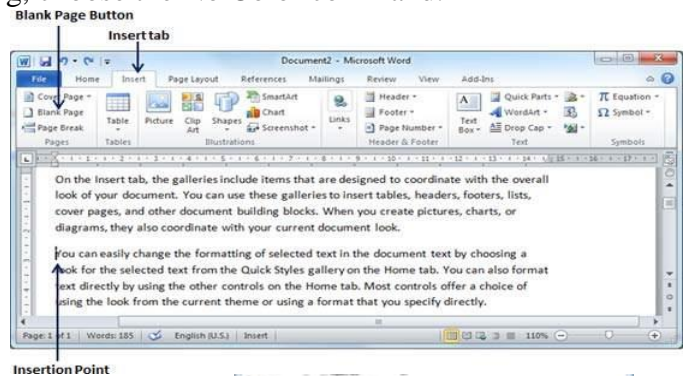 Blank Page Button
Insert tab
Document2 - Microsoft Word
File Home Insert Page Layout References Mailings Review View Add-Ins
Cover Page
Blank Page
Page Break
Pages
Table
Tables
Picture
Clip Art
Shapes
SmartArt
Chart
Screenshot
Illustrations
Links
Header
Footer
Page Number
Header & Footer
Text Box
Quick Parts
WordArt
Drop Cap
Text
Equation
Symbol
Symbols
On the Insert tab, the galleries include items that are designed to coordinate with the overall
look of your document. You can use these galleries to insert tables, headers, footers, lists,
cover pages, and other document building blocks. When you create pictures, charts, or
diagrams, they also coordinate with your current document look.
You can easily change the formatting of selected text in the document text by choosing a
look for the selected text from the Quick Styles gallery on the Home tab. You can also format
text directly by using the other controls on the Home tab. Most controls offer a choice of
using the look from the current theme or using a format that you specify directly.
Page: 1 of 1 Words: 185 English (U.S.) Insert 110%
Insertion Point